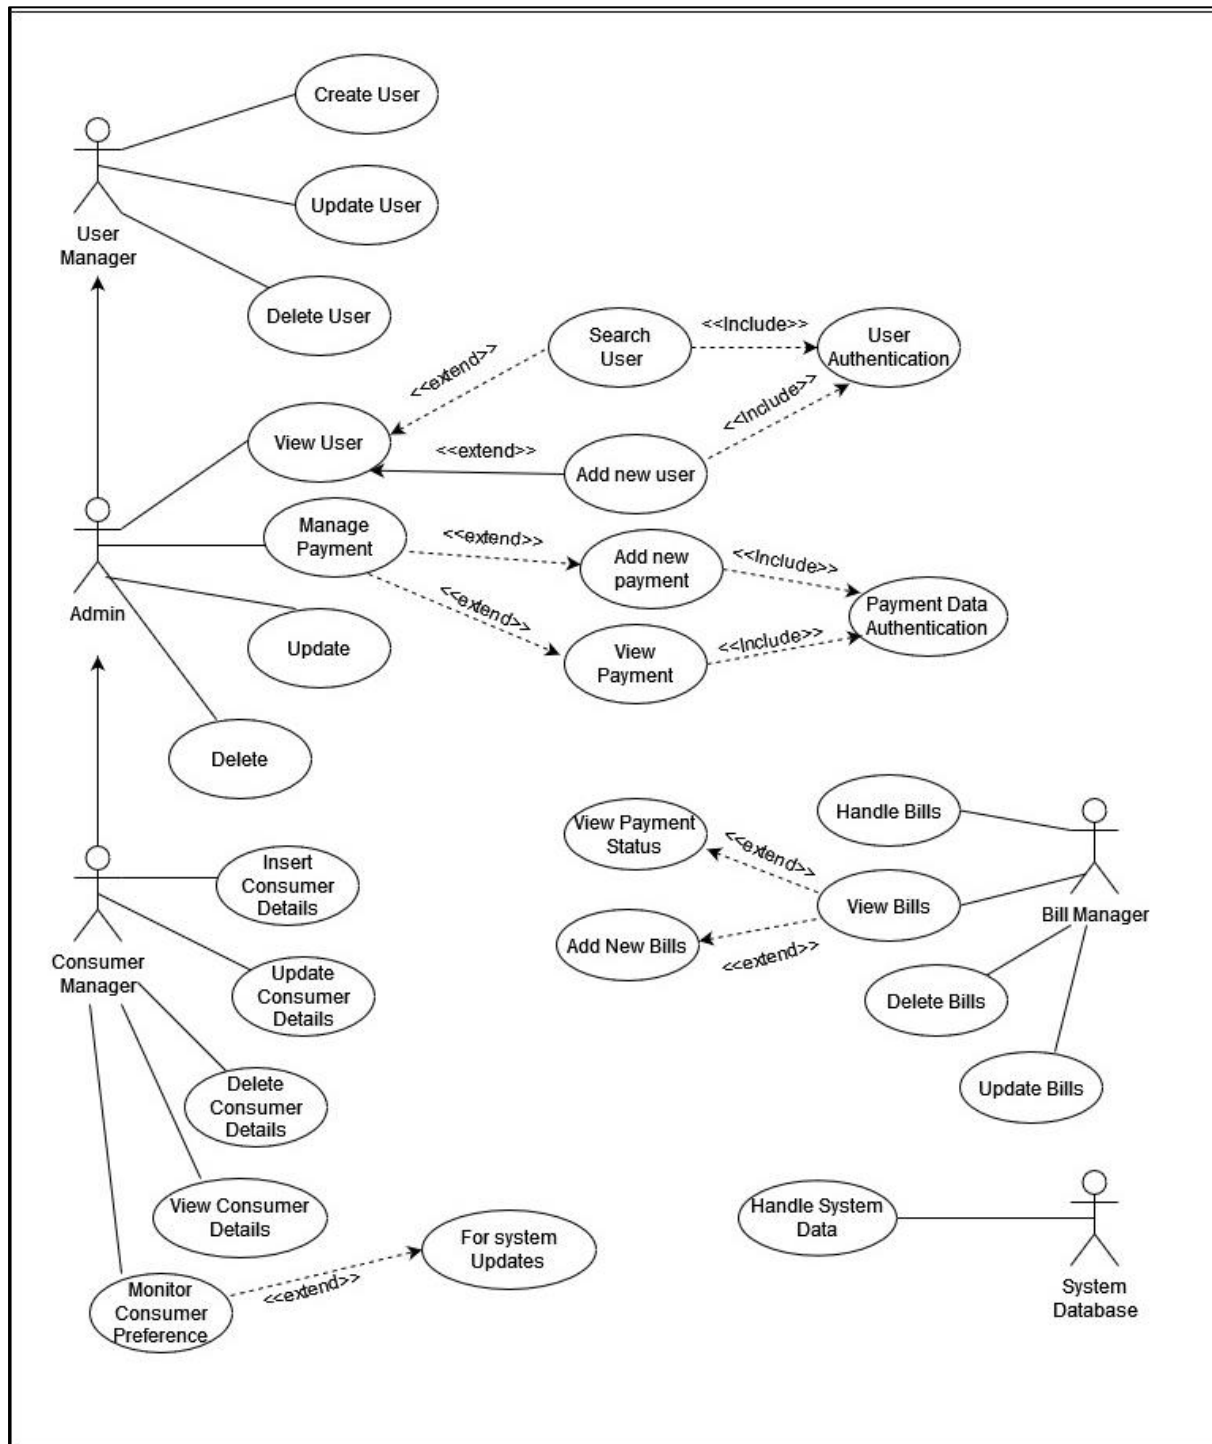 Create User
Update User
User
Manager
Delete User
<<extend>>
Search
User
<<Include>>
User
Authentication
<<Include>>
View User
<<extend>>
Add new user
Manage
Payment
<<extend>>
Add new
payment
<<Include>>
Payment Data
Authentication
Admin
<<extend>>
Update
View
Payment
<<Include>>
Delete
View Payment
Status
<<extend>>
Handle Bills
View Bills
Bill Manager
Add New Bills
<<extend>>
Delete Bills
Update Bills
Insert
Consumer
Details
Consumer
Manager
Update
Consumer
Details
Delete
Consumer
Details
View Consumer
Details
Monitor
Consumer
Preference
<<extend>>
For system
Updates
Handle System
Data
System
Database